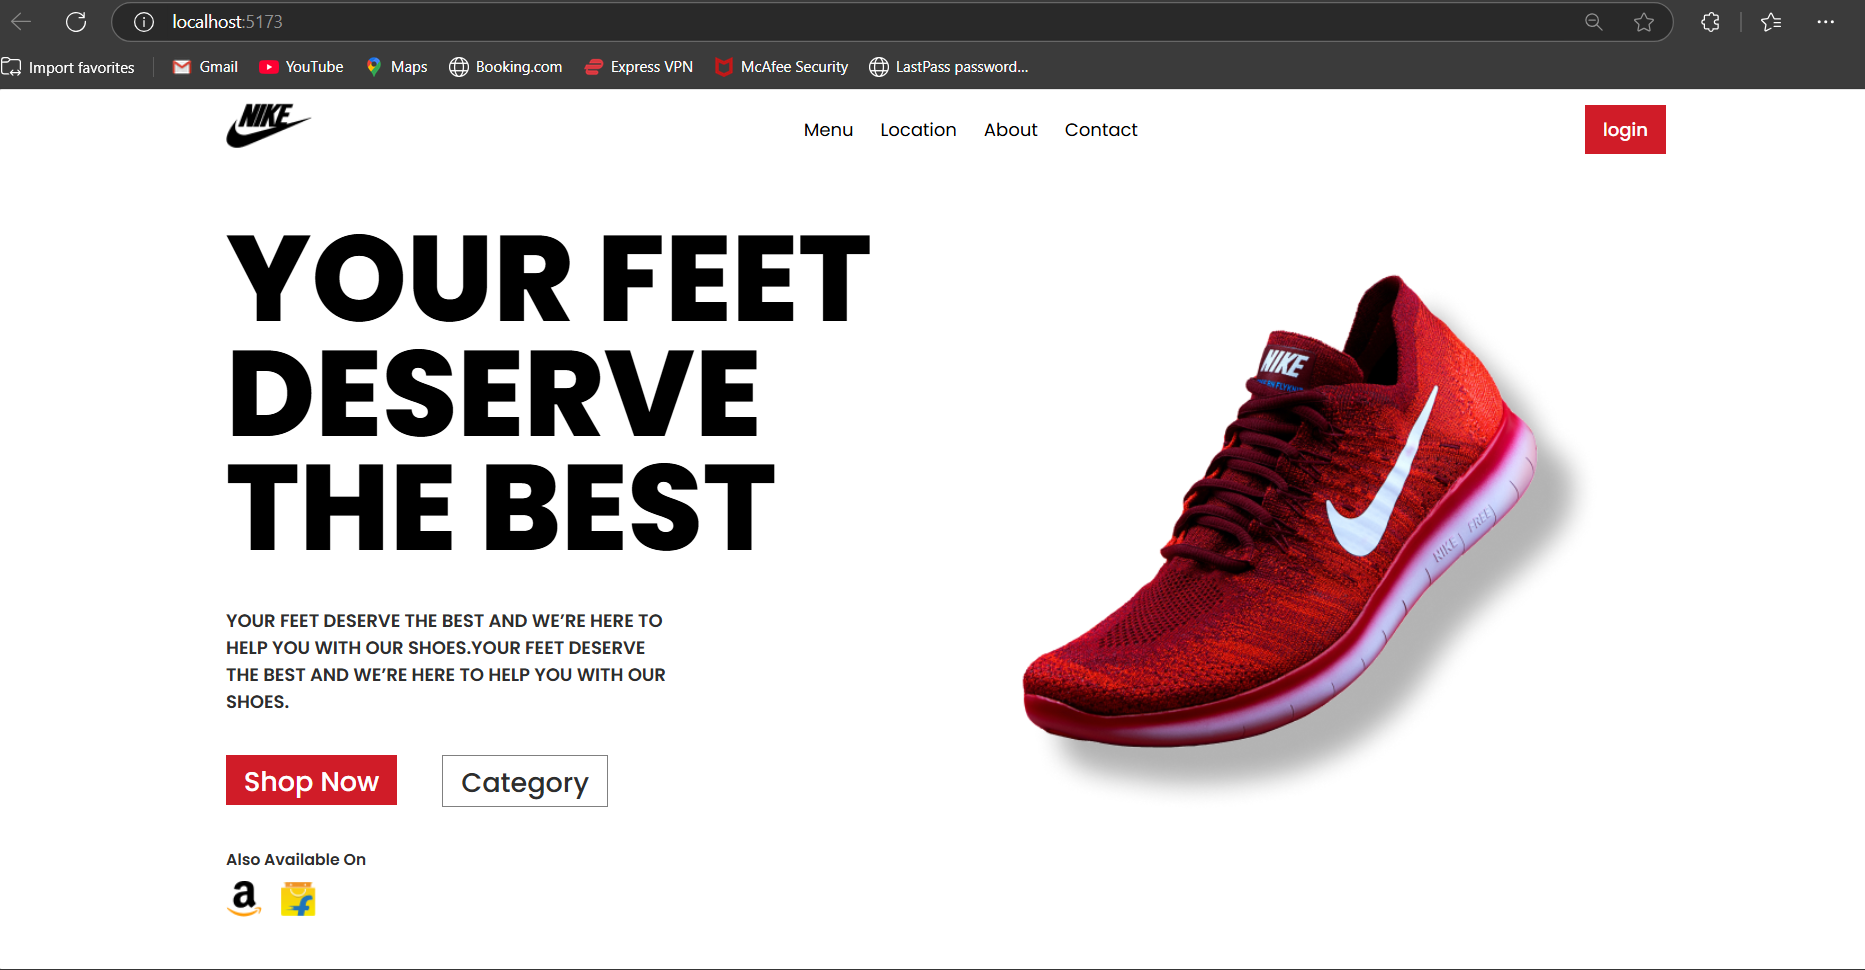 localhost:5173
Import favorites Gmail YouTube Maps Booking.com Express VPN McAfee Security LastPass password...
NIKE Menu Location About Contact login
YOUR FEET
DESERVE
THE BEST
NIKE
NIKE FREE
YOUR FEET DESERVE THE BEST AND WE’RE HERE TO
HELP YOU WITH OUR SHOES.YOUR FEET DESERVE
THE BEST AND WE’RE HERE TO HELP YOU WITH OUR
SHOES.
Shop Now Category
Also Available On
a f